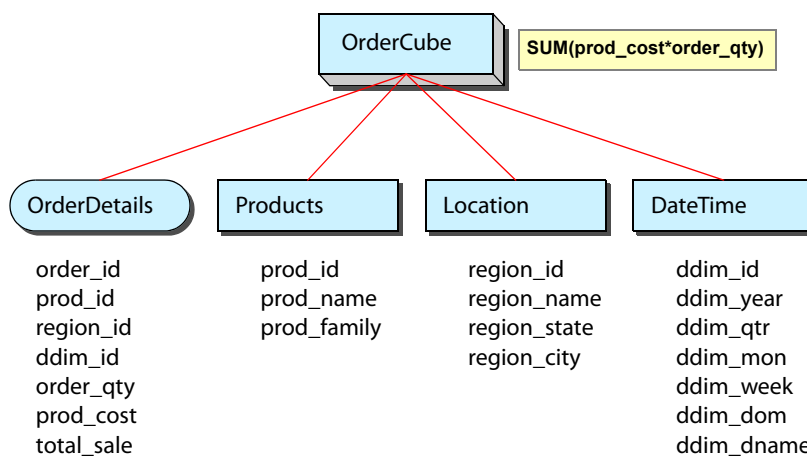 OrderCube
SUM(prod_cost*order_qty)
OrderDetails
Products
Location
DateTime
order_id
prod_id
region_id
ddim_id
order_qty
prod_cost
total_sale
prod_id
prod_name
prod_family
region_id
region_name
region_state
region_city
ddim_id
ddim_year
ddim_qtr
ddim_mon
ddim_week
ddim_dom
ddim_dname